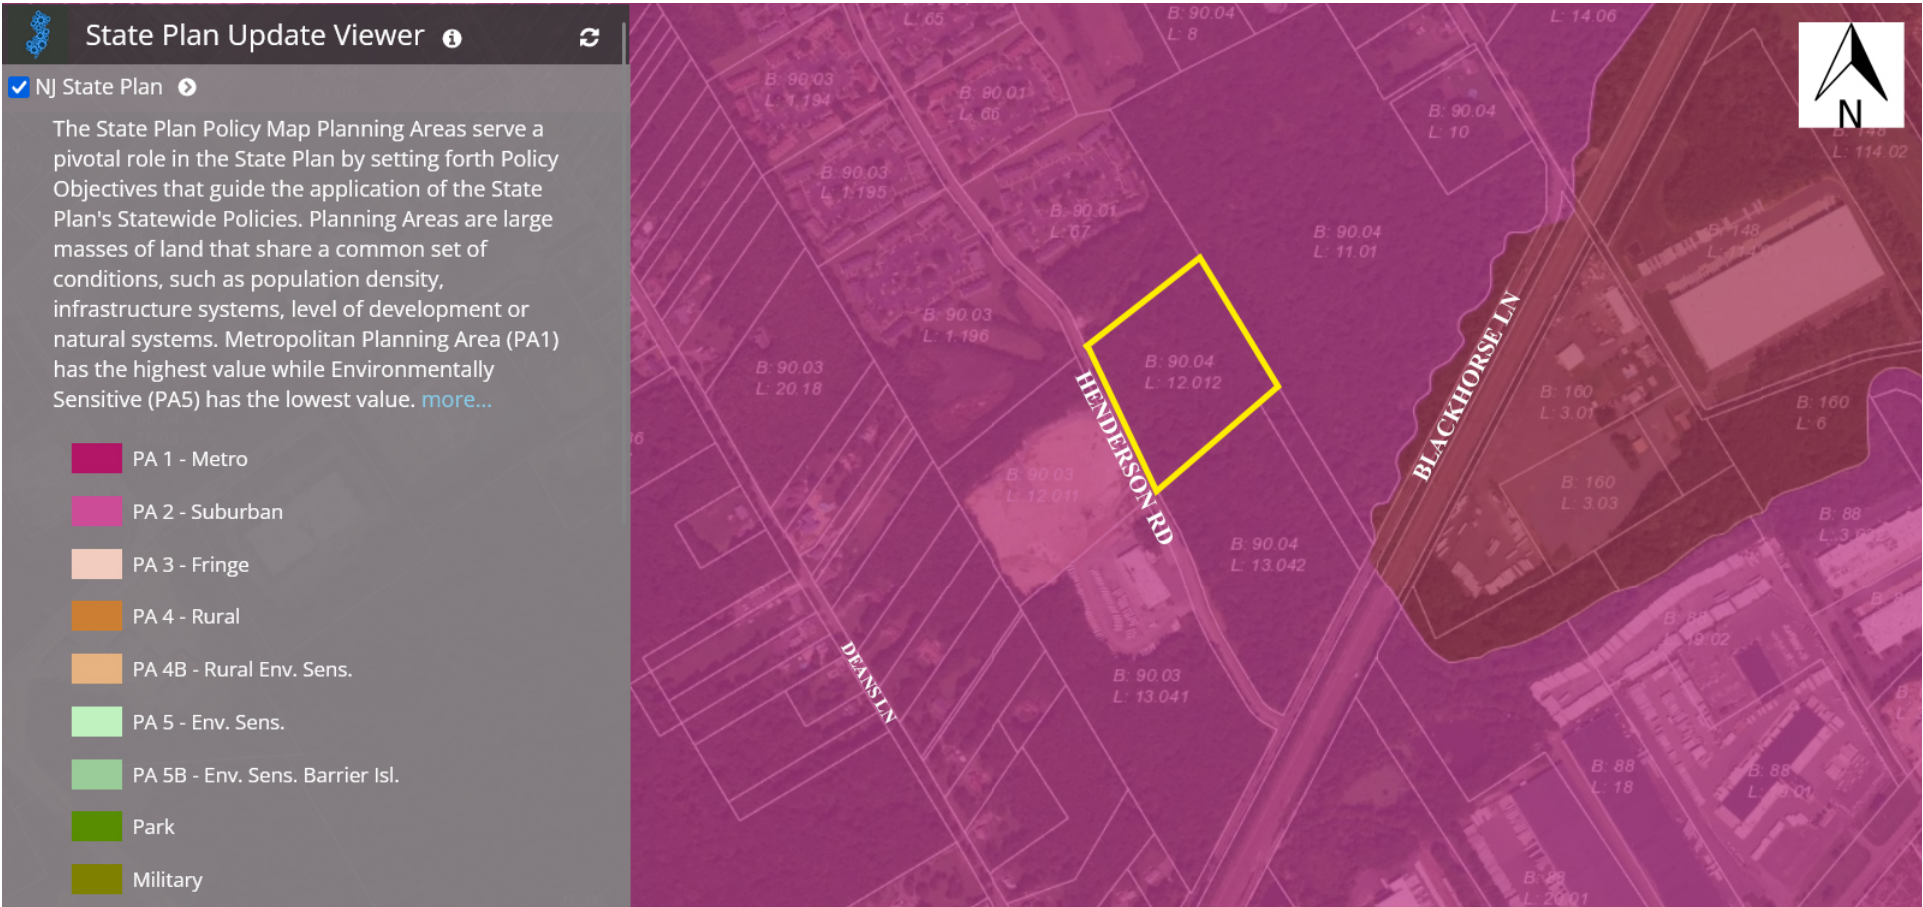 State Plan Update Viewer
NJ State Plan
The State Plan Policy Map Planning Areas serve a
pivotal role in the State Plan by setting forth Policy
Objectives that guide the application of the State
Plan's Statewide Policies. Planning Areas are large
masses of land that share a common set of
conditions, such as population density,
infrastructure systems, level of development or
natural systems. Metropolitan Planning Area (PA1)
has the highest value while Environmentally
Sensitive (PA5) has the lowest value. more...
PA 1 - Metro
PA 2 - Suburban
PA 3 - Fringe
PA 4 - Rural
PA 4B - Rural Env. Sens.
PA 5 - Env. Sens.
PA 5B - Env. Sens. Barrier Isl.
Park
Military
L: 65
B: 90.04
L: 8
L: 14.06
N
B: 90.03
L: 1.194
B: 90.01
L: 66
B: 90.04
L: 10
B: 148
L: 114.02
B: 90.03
L: 1.195
B: 90.01
L: 67
B: 90.04
L: 11.01
B: 148
B: 90.03
L: 1.196
B: 90.03
L: 20.18
B: 90.04
L: 12.012
HENDERSON RD
BLACKHORSE LN
B: 160
L: 3.01
B: 160
L: 6
B: 90.03
L: 12.011
B: 160
L: 3.03
B: 88
B: 90.04
L: 13.042
DEANS LN
B: 90.03
L: 13.041
B: 88
L: 18
B: 88
B: 88
L: 20.01